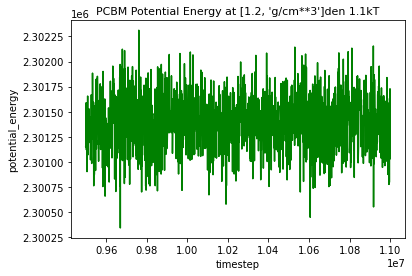 PCBM Potential Energy at [1.2, 'g/cm**3']den 1.1kT
1e6
2.30225
2.30200
2.30175
2.30150
2.30125
2.30100
2.30075
2.30050
2.30025
potential_energy
0.96 0.98 1.00 1.02 1.04 1.06 1.08 1.10
timestep
1e7